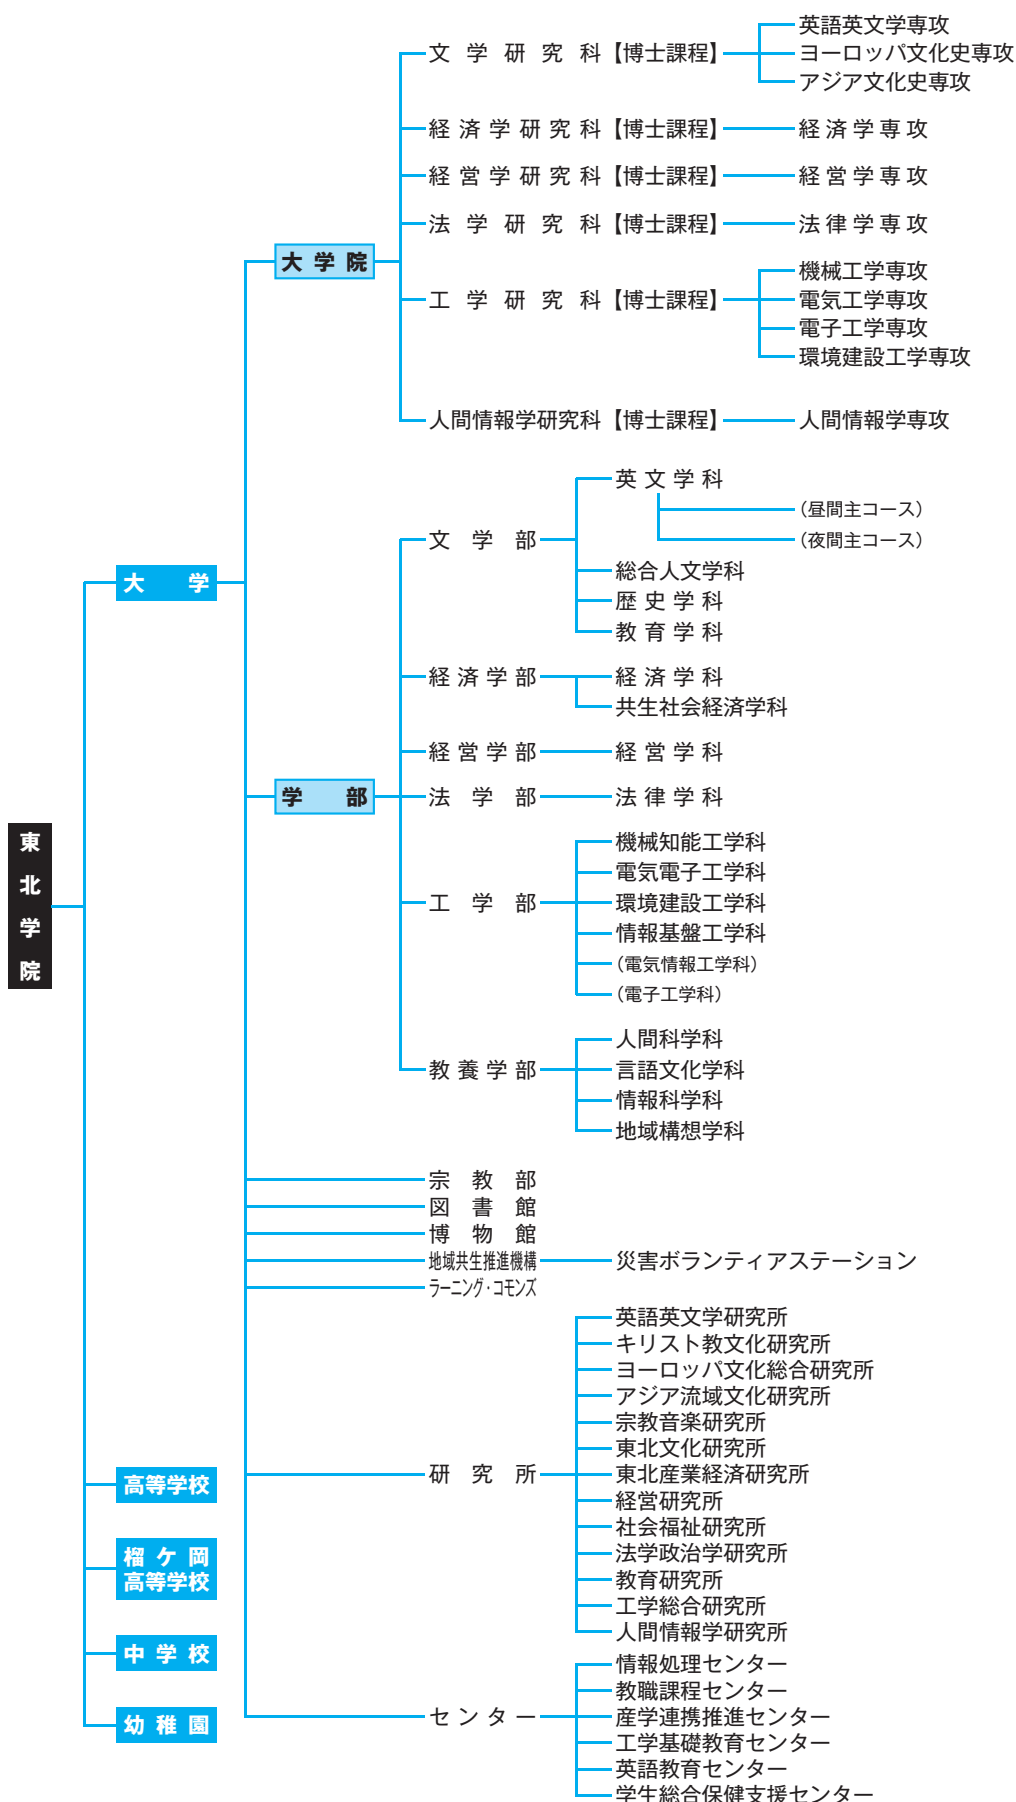 東北学院
大学
大学院
文学研究科【博士課程】
英語英文学専攻
ヨーロッパ文化史専攻
アジア文化史専攻
経済学研究科【博士課程】
経済学専攻
経営学研究科【博士課程】
経営学専攻
法学研究科【博士課程】
法律学専攻
工学研究科【博士課程】
機械工学専攻
電気工学専攻
電子工学専攻
環境建設工学専攻
人間情報学研究科【博士課程】
人間情報学専攻
学部
文学部
英文学科
（昼間主コース）
（夜間主コース）
総合人文学科
歴史学科
教育学科
経済学部
経済学科
共生社会経済学科
経営学部
経営学科
法学部
法律学科
工学部
機械知能工学科
電気電子工学科
環境建設工学科
情報基盤工学科
（電気情報工学科）
（電子工学科）
教養学部
人間科学科
言語文化学科
情報科学科
地域構想学科
宗教部
図書館
博物館
地域共生推進機構
災害ボランティアステーション
ラーニング・コモンズ
研究所
英語英文学研究所
キリスト教文化研究所
ヨーロッパ文化総合研究所
アジア流域文化研究所
宗教音楽研究所
東北文化研究所
東北産業経済研究所
経営研究所
社会福祉研究所
法学政治学研究所
教育研究所
工学総合研究所
人間情報学研究所
センター
情報処理センター
教職課程センター
産学連携推進センター
工学基礎教育センター
英語教育センター
学生総合保健支援センター
高等学校
榴ケ岡
高等学校
中学校
幼稚園